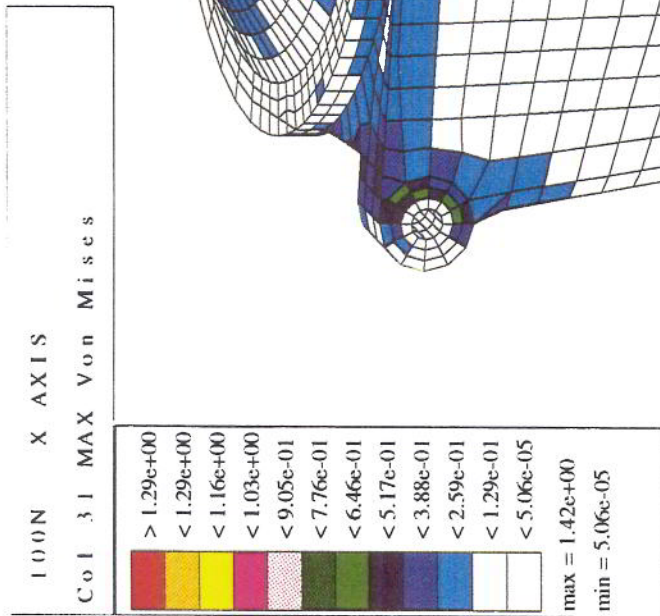 100N X AXIS
Col 31 MAX Von Mises
> 1.29e+00
< 1.29e+00
< 1.16e+00
< 1.03e+00
< 9.05e-01
< 7.76e-01
< 6.46e-01
< 5.17e-01
< 3.88e-01
< 2.59e-01
< 1.29e-01
< 5.06e-05
max = 1.42e+00
min = 5.06e-05